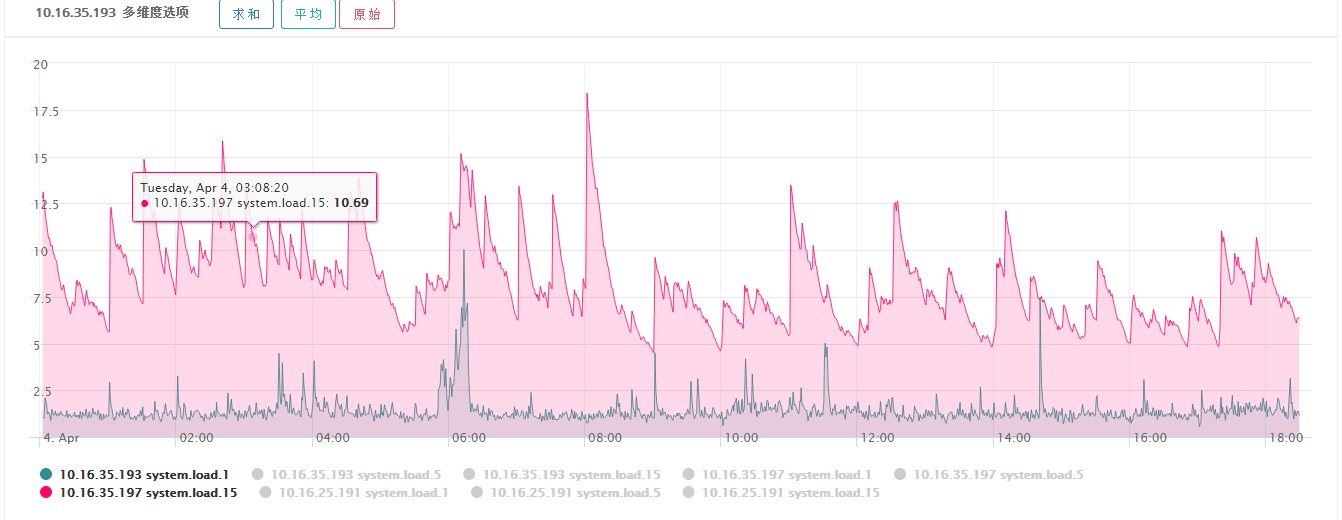 10.16.35.193 多维度选项 求和 平均 原始
20
17.5
15
Tuesday, Apr 4, 03:08:20
10.16.35.197 system.load.15: 10.69
12.5
10
7.5
5
2.5
4. Apr 02:00 04:00 06:00 08:00 10:00 12:00 14:00 16:00 18:00
10.16.35.193 system.load.1 10.16.35.193 system.load.5 10.16.35.193 system.load.15 10.16.35.197 system.load.1 10.16.35.197 system.load.5
10.16.35.197 system.load.15 10.16.25.191 system.load.1 10.16.25.191 system.load.5 10.16.25.191 system.load.15